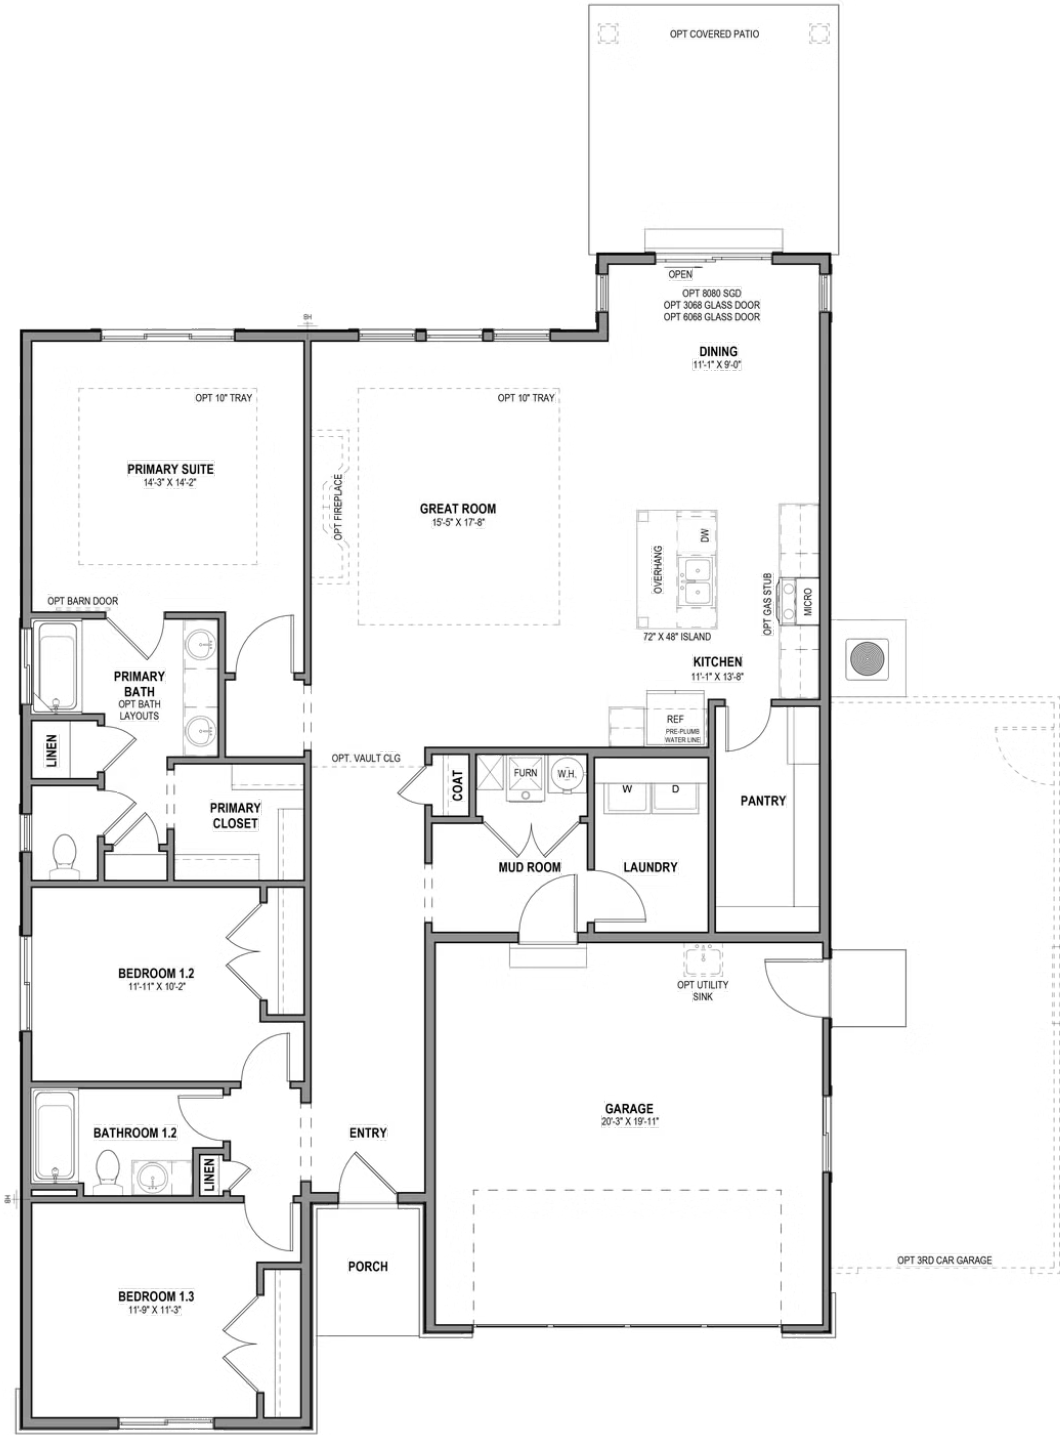 OPT COVERED PATIO
OPEN
OPT 8080 SGD
OPT 3068 GLASS DOOR
OPT 6068 GLASS DOOR
BH
DINING
11'-1" X 9'-0"
OPT 10" TRAY
OPT 10" TRAY
PRIMARY SUITE
14'-3" X 14'-2"
OPT FIREPLACE
GREAT ROOM
15'-5" X 17'-8"
OVERHANG
DW
OPT GAS STUB
MICRO
OPT BARN DOOR
72" X 48" ISLAND
KITCHEN
11'-1" X 13'-8"
PRIMARY
BATH
OPT BATH
LAYOUTS
REF
PRE-PLUMB
WATER LINE
LINEN
OPT. VAULT CLG
COAT
FURN
W.H.
W
D
PANTRY
PRIMARY
CLOSET
MUD ROOM
LAUNDRY
BEDROOM 1.2
11'-11" X 10'-2"
OPT UTILITY
SINK
GARAGE
20'-3" X 19'-11"
BATHROOM 1.2
ENTRY
LINEN
BH
PORCH
OPT 3RD CAR GARAGE
BEDROOM 1.3
11'-9" X 11'-3"